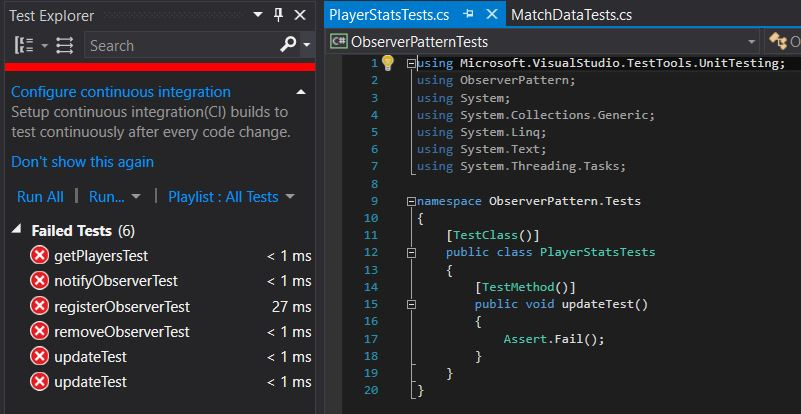 Test Explorer
Search
Configure continuous integration
Setup continuous integration(CI) builds to
test continuously after every code change.
Don't show this again
Run All | Run... | Playlist : All Tests
Failed Tests (6)
getPlayersTest < 1 ms
notifyObserverTest < 1 ms
registerObserverTest 27 ms
removeObserverTest < 1 ms
updateTest < 1 ms
updateTest < 1 ms
PlayerStatsTests.cs MatchDataTests.cs
C# ObserverPatternTests O
1 using Microsoft.VisualStudio.TestTools.UnitTesting;
2 using ObserverPattern;
3 using System;
4 using System.Collections.Generic;
5 using System.Linq;
6 using System.Text;
7 using System.Threading.Tasks;
8
9 namespace ObserverPattern.Tests
10 {
11 [TestClass()]
12 public class PlayerStatsTests
13 {
14 [TestMethod()]
15 public void updateTest()
16 {
17 Assert.Fail();
18 }
19 }
20 }